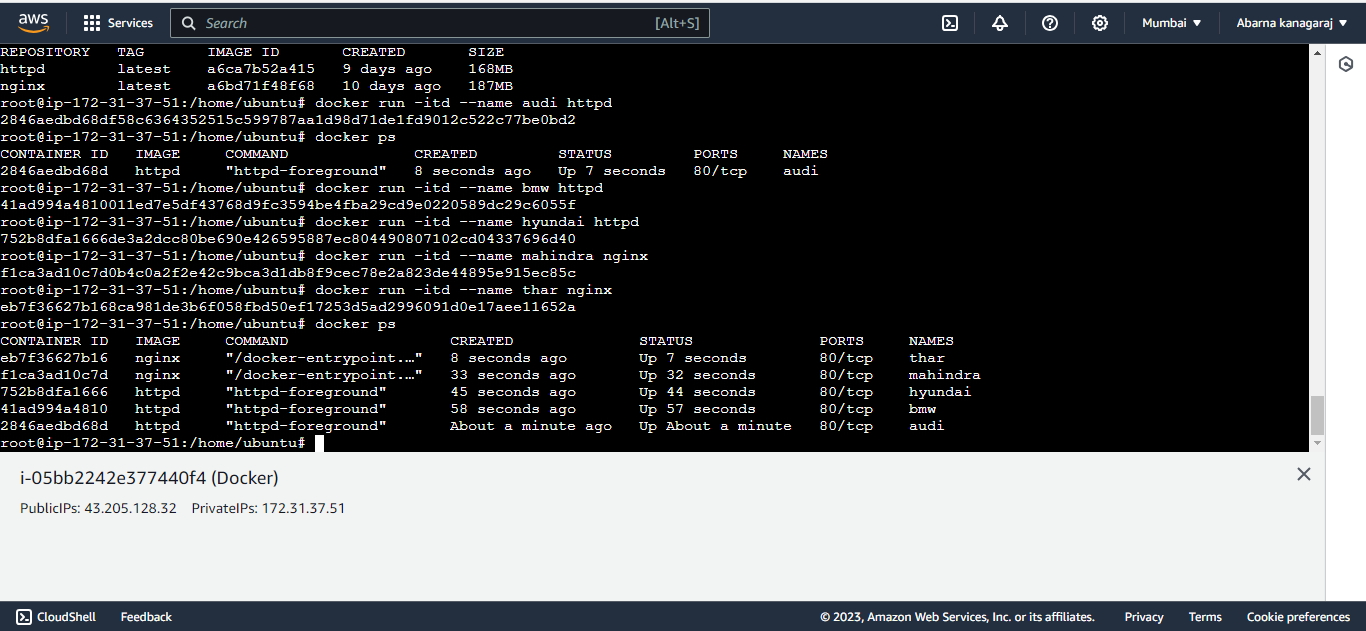 aws Services Search [Alt+S] Mumbai Abarna kanagaraj
REPOSITORY TAG IMAGE ID CREATED SIZE
httpd latest a6ca7b52a415 9 days ago 168MB
nginx latest a6bd71f48f68 10 days ago 187MB
root@ip-172-31-37-51:/home/ubuntu# docker run -itd --name audi httpd
2846aedbd68df58c6364352515c599787aa1d98d71de1fd9012c522c77be0bd2
root@ip-172-31-37-51:/home/ubuntu# docker ps
CONTAINER ID IMAGE COMMAND CREATED STATUS PORTS NAMES
2846aedbd68d httpd "httpd-foreground" 8 seconds ago Up 7 seconds 80/tcp audi
root@ip-172-31-37-51:/home/ubuntu# docker run -itd --name bmw httpd
41ad994a4810011ed7e5df43768d9fc3594be4fba29cd9e0220589dc29c6055f
root@ip-172-31-37-51:/home/ubuntu# docker run -itd --name hyundai httpd
752b8dfa1666de3a2dcc80be690e426595887ec804490807102cd04337696d40
root@ip-172-31-37-51:/home/ubuntu# docker run -itd --name mahindra nginx
f1ca3ad10c7d0b4c0a2f2e42c9bca3d1db8f9cec78e2a823de44895e915ec85c
root@ip-172-31-37-51:/home/ubuntu# docker run -itd --name thar nginx
eb7f36627b168ca981de3b6f058fbd50ef17253d5ad2996091d0e17aee11652a
root@ip-172-31-37-51:/home/ubuntu# docker ps
CONTAINER ID IMAGE COMMAND CREATED STATUS PORTS NAMES
eb7f36627b16 nginx "/docker-entrypoint.…" 8 seconds ago Up 7 seconds 80/tcp thar
f1ca3ad10c7d nginx "/docker-entrypoint.…" 33 seconds ago Up 32 seconds 80/tcp mahindra
752b8dfa1666 httpd "httpd-foreground" 45 seconds ago Up 44 seconds 80/tcp hyundai
41ad994a4810 httpd "httpd-foreground" 58 seconds ago Up 57 seconds 80/tcp bmw
2846aedbd68d httpd "httpd-foreground" About a minute ago Up About a minute 80/tcp audi
root@ip-172-31-37-51:/home/ubuntu#
i-05bb2242e377440f4 (Docker)
PublicIPs: 43.205.128.32 PrivateIPs: 172.31.37.51
CloudShell Feedback © 2023, Amazon Web Services, Inc. or its affiliates. Privacy Terms Cookie preferences